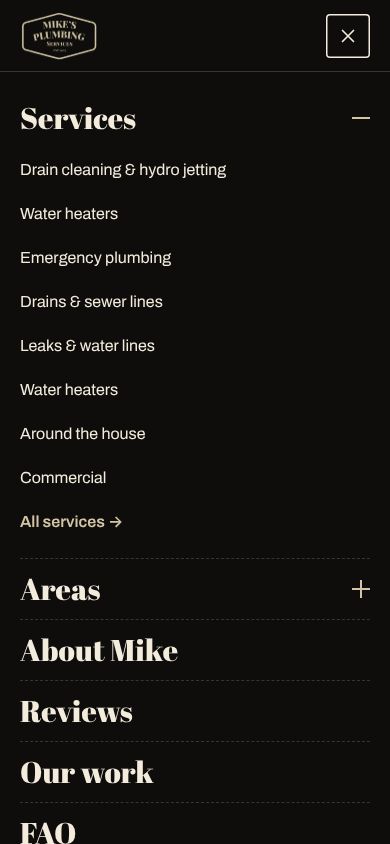 MIKE'S
PLUMBING
SERVICES
Services
Drain cleaning & hydro jetting
Water heaters
Emergency plumbing
Drains & sewer lines
Leaks & water lines
Water heaters
Around the house
Commercial
All services →
Areas
About Mike
Reviews
Our work
FAQ